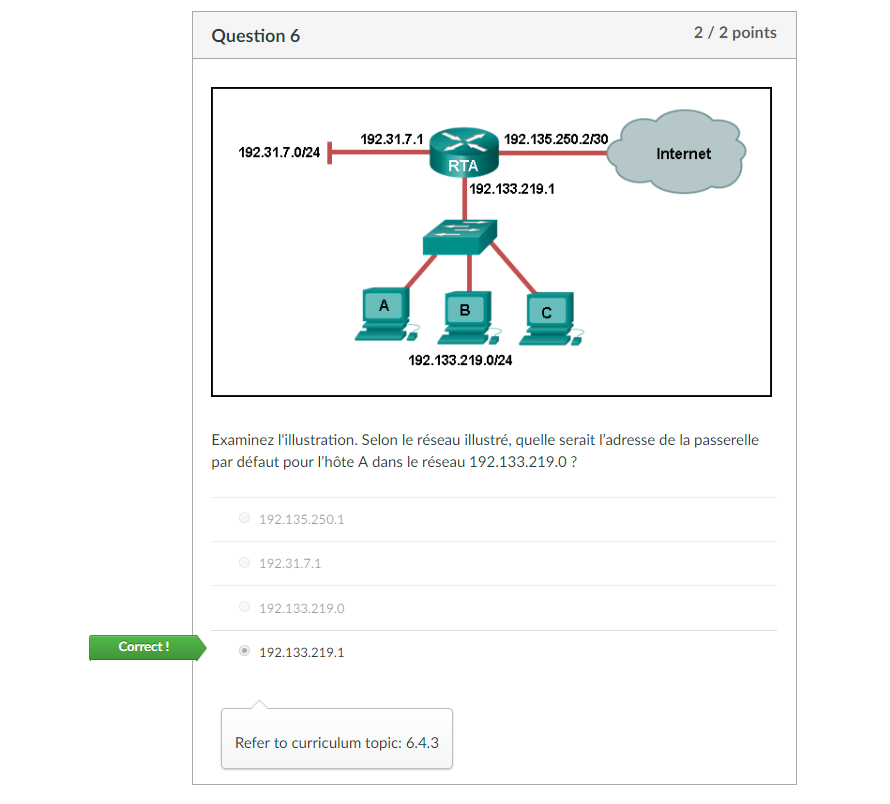 Question 6
2 / 2 points
192.31.7.0/24
192.31.7.1
192.135.250.2/30
Internet
RTA
192.133.219.1
A
B
C
192.133.219.0/24
Examinez l'illustration. Selon le réseau illustré, quelle serait l’adresse de la passerelle
par défaut pour l’hôte A dans le réseau 192.133.219.0 ?
192.135.250.1
192.31.7.1
192.133.219.0
Correct !
192.133.219.1
Refer to curriculum topic: 6.4.3